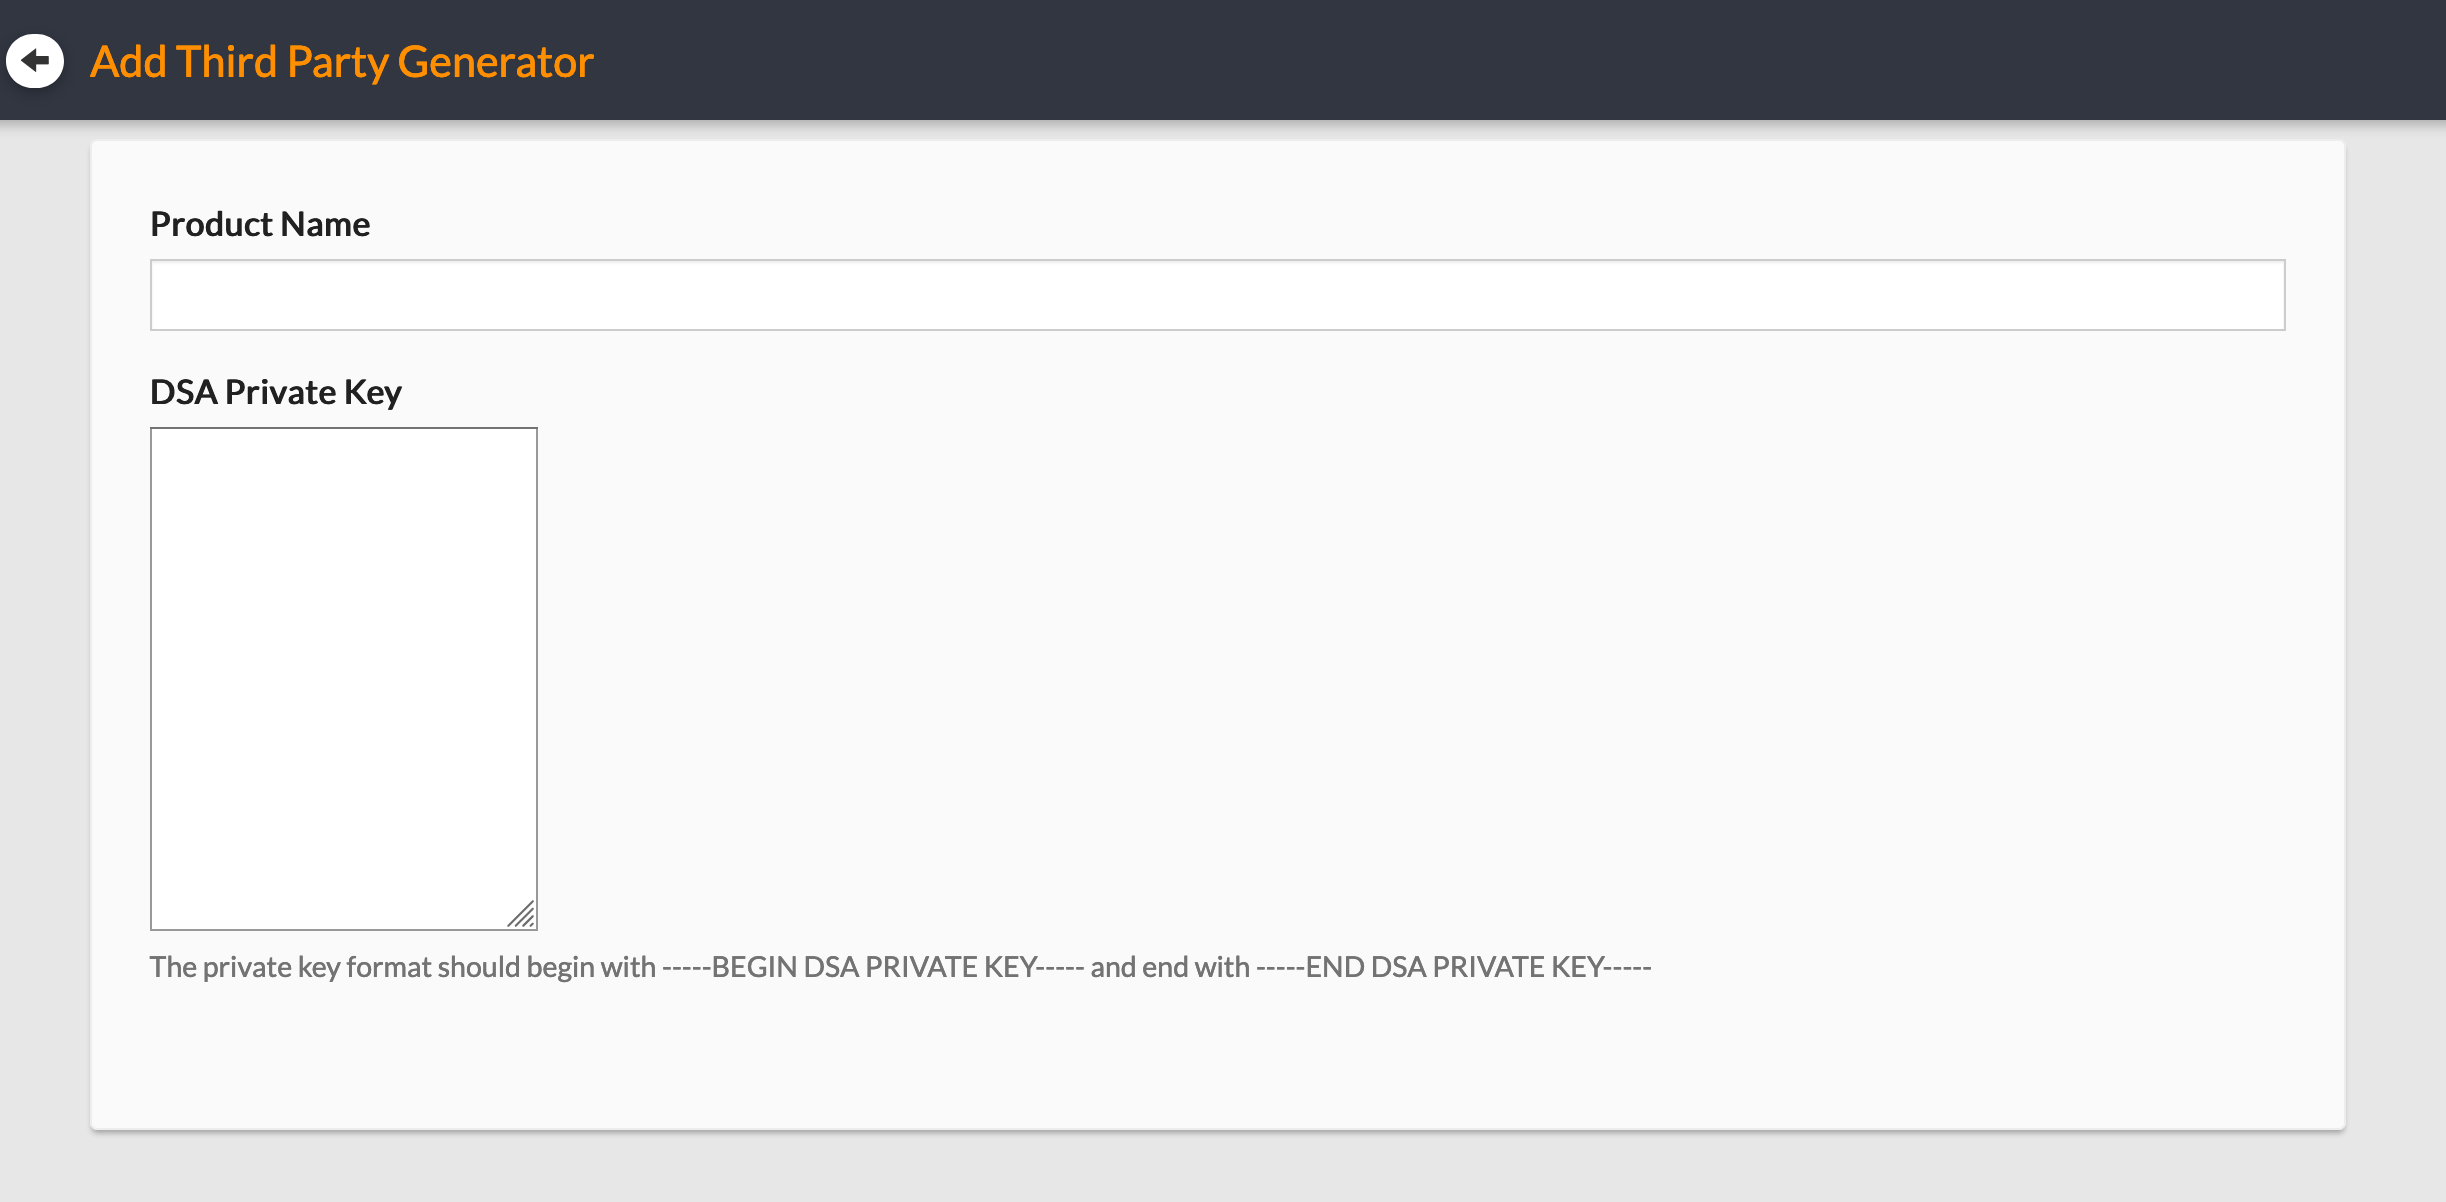 Add Third Party Generator
Product Name
DSA Private Key
The private key format should begin with -----BEGIN DSA PRIVATE KEY----- and end with -----END DSA PRIVATE KEY-----